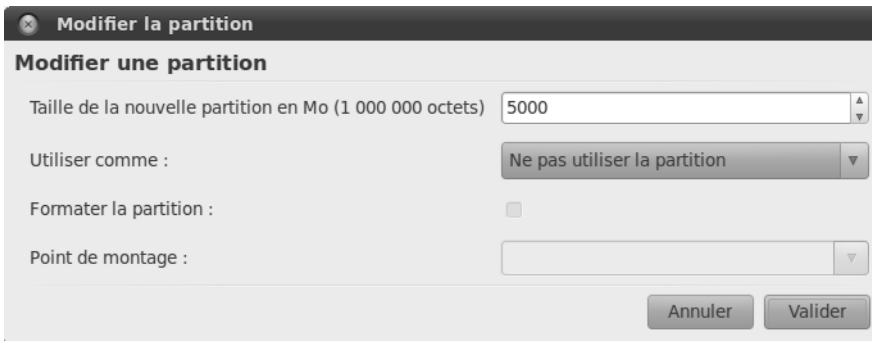 Modifier la partition
Modifier une partition
Taille de la nouvelle partition en Mo (1 000 000 octets) 5000
Utiliser comme : Ne pas utiliser la partition
Formater la partition :
Point de montage :
Annuler Valider